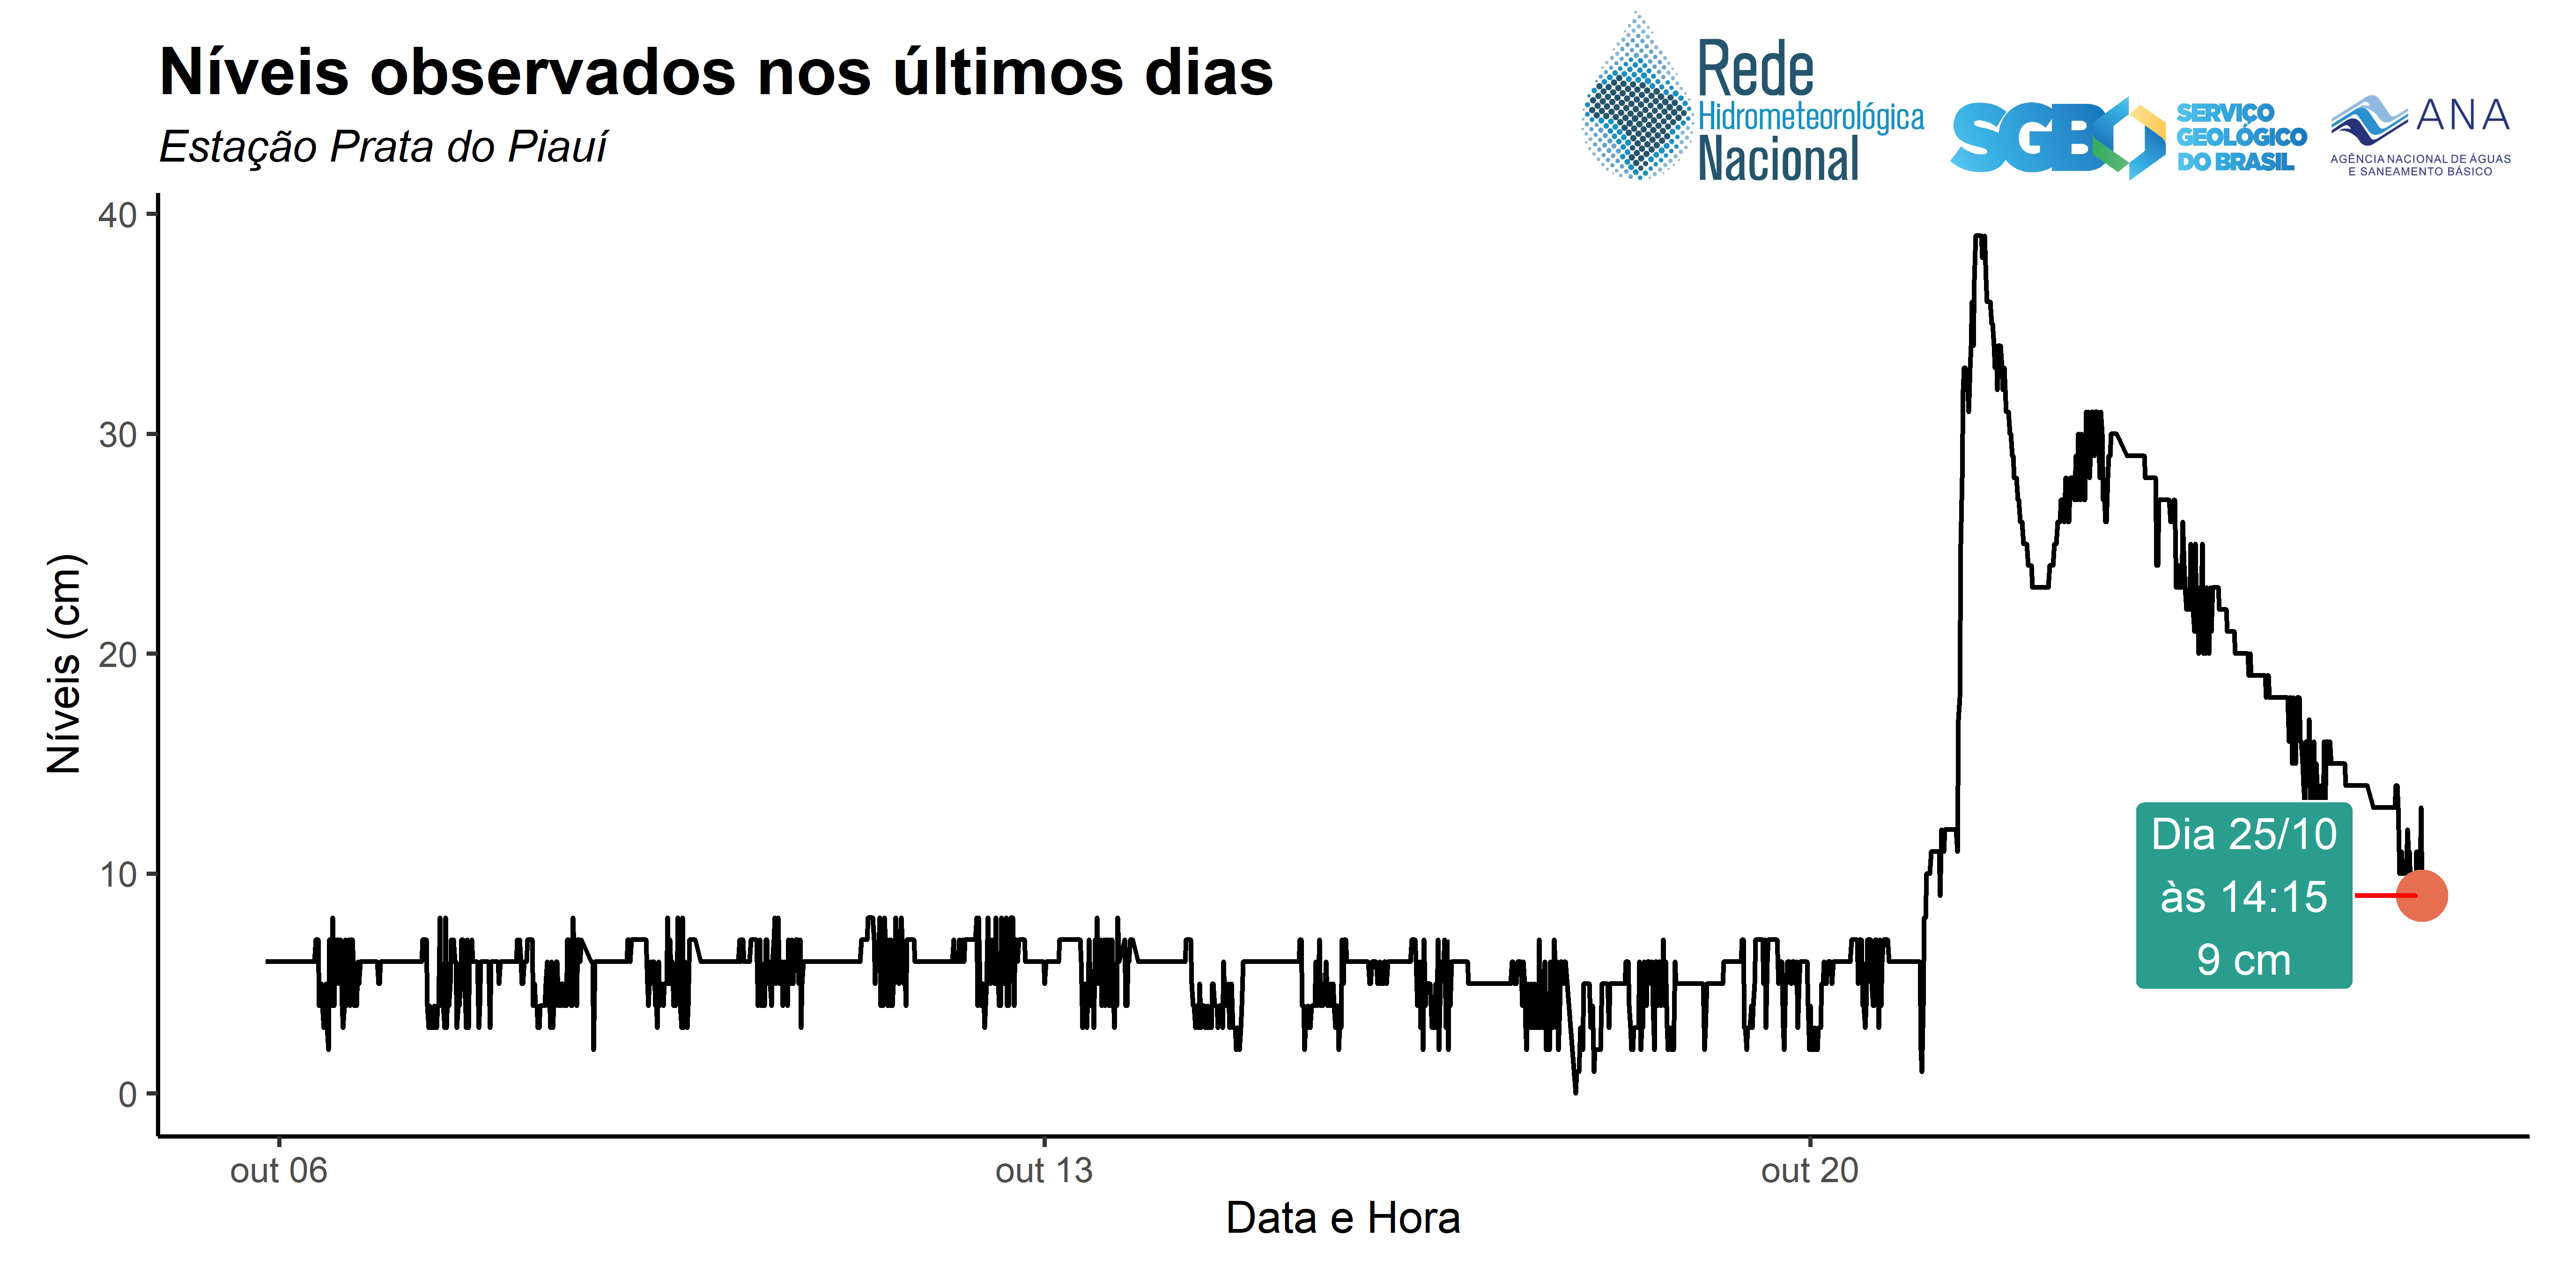 Níveis observados nos últimos dias
Estação Prata do Piauí
Rede
Hidrometeorológica
Nacional
SGB
SERVIÇO
GEOLÓGICO
DO BRASIL
ANA
AGÊNCIA NACIONAL DE ÁGUAS
E SANEAMENTO BÁSICO
40
30
20
10
0
Níveis (cm)
Dia 25/10
às 14:15
9 cm
out 06
out 13
out 20
Data e Hora